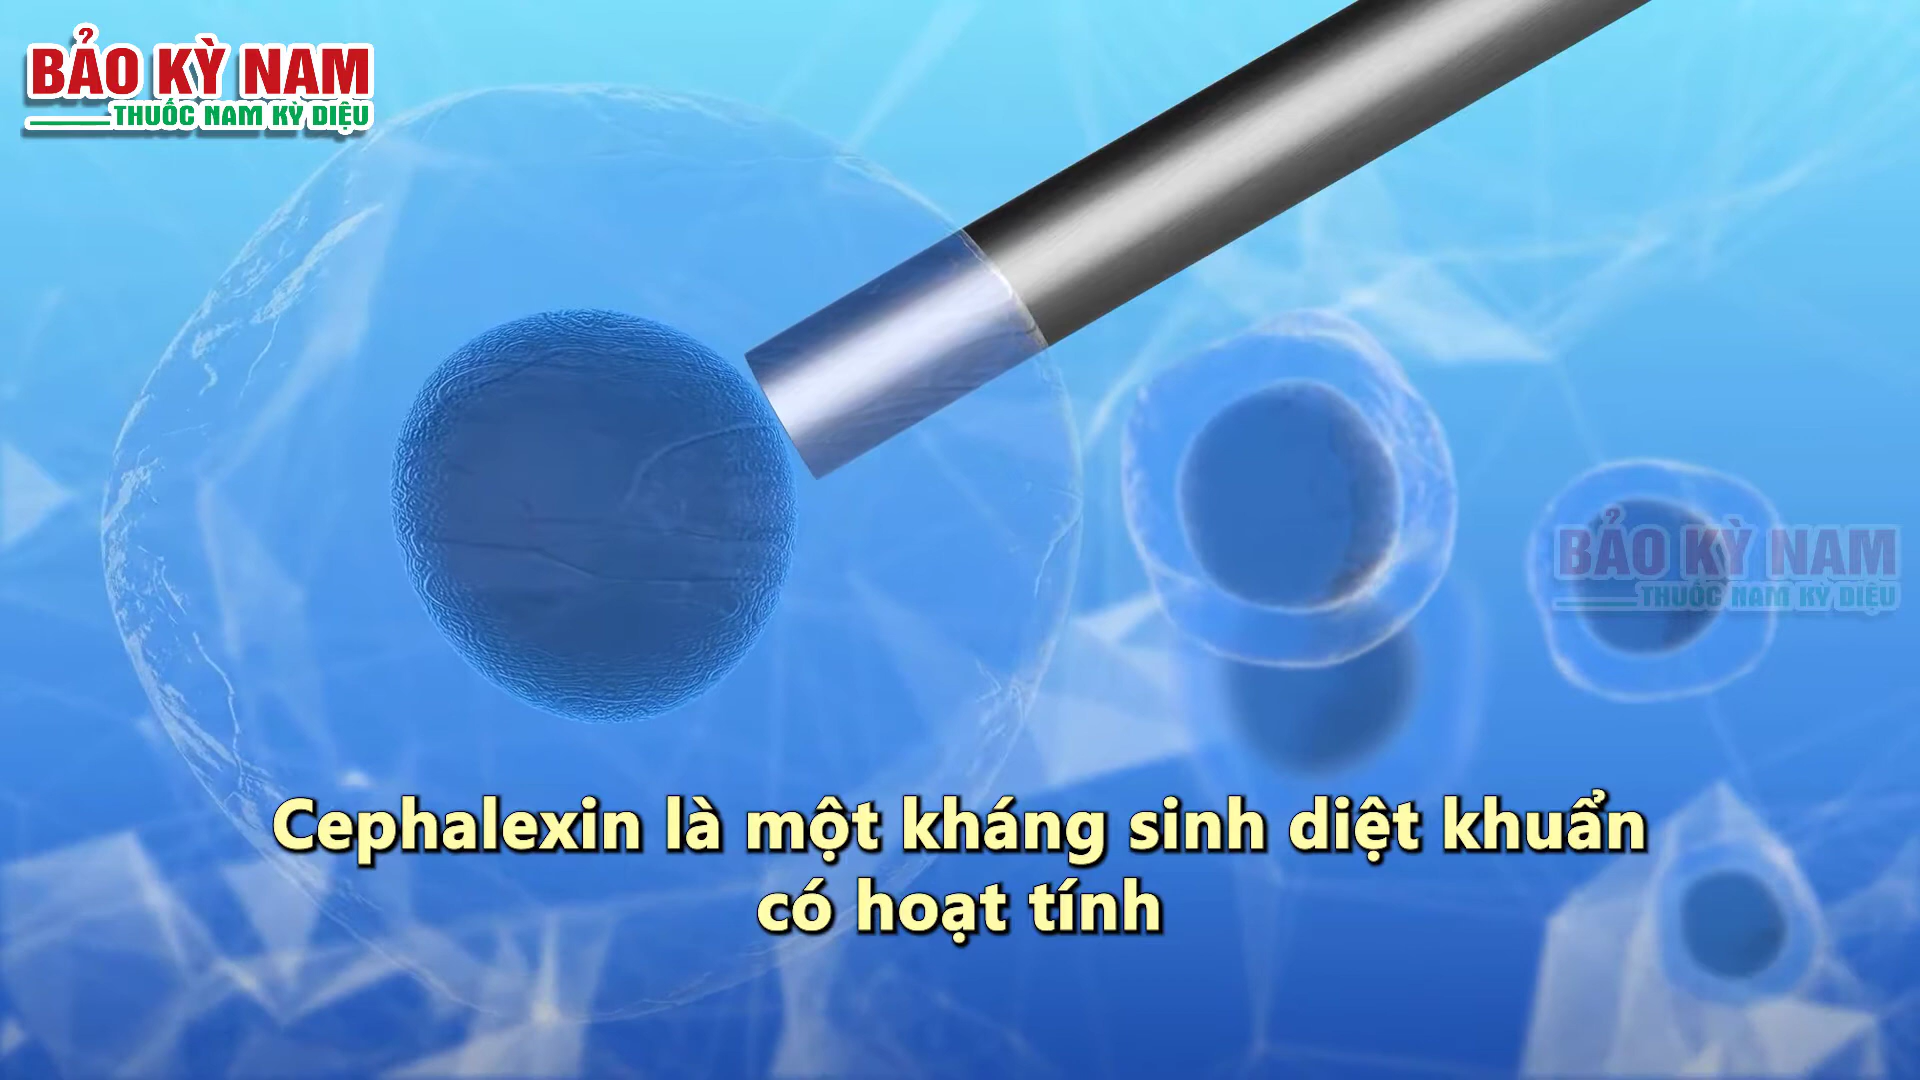 BẢO KỲ NAM
THUỐC NAM KỲ DIỆU
BẢO KỲ NAM
THUỐC NAM KỲ DIỆU
Cephalexin là một kháng sinh diệt khuẩn
có hoạt tính